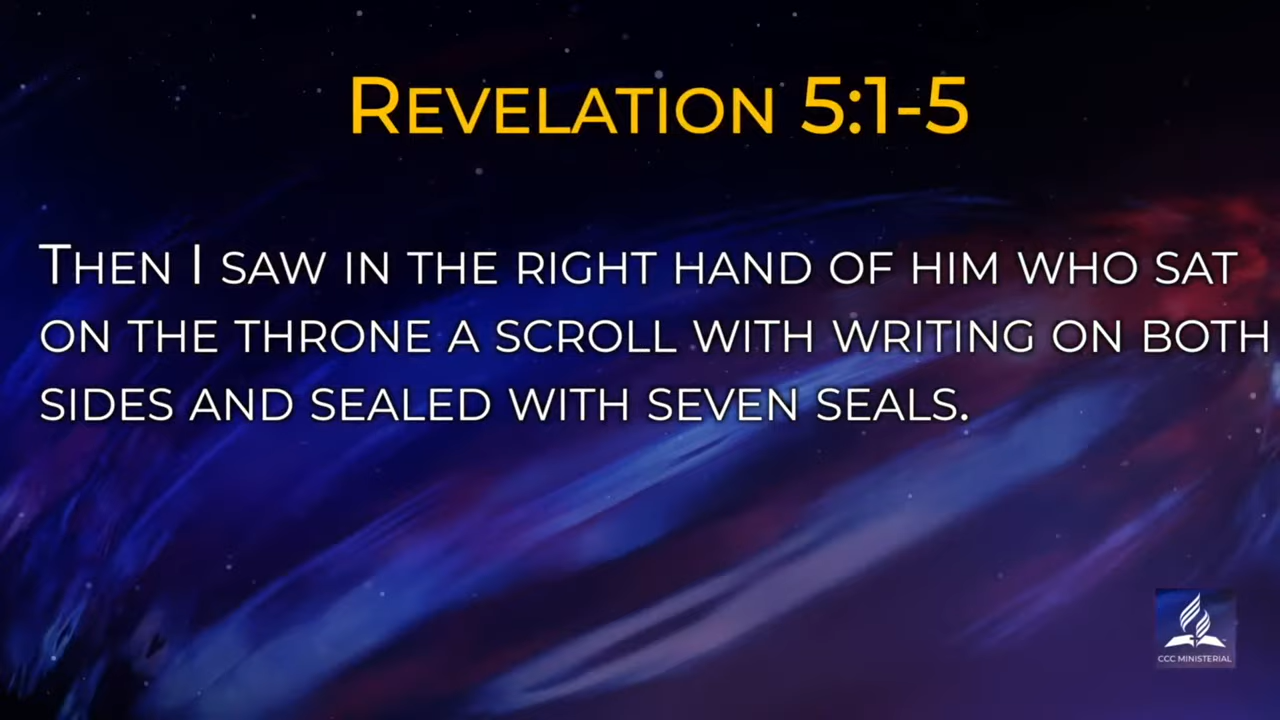 Revelation 5:1-5
Then I saw in the right hand of him who sat
on the throne a scroll with writing on both
sides and sealed with seven seals.
CCC MINISTERIAL